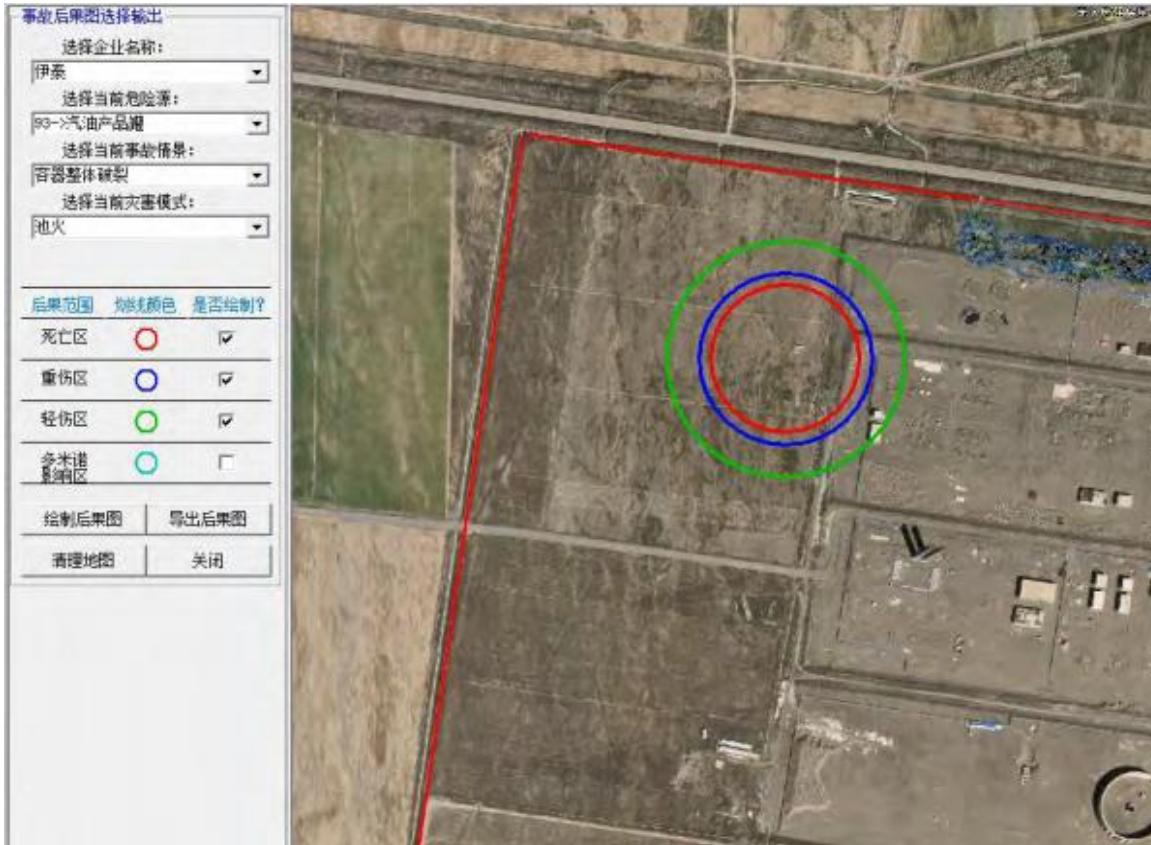 事故后果图选择输出
选择企业名称：
伊泰
选择当前危险源：
93->汽油产品罐
选择当前事故情景：
容器整体破裂
选择当前灾害模式：
池火
后果范围 划线颜色 是否绘制?
死亡区
重伤区
轻伤区
多米诺
影响区
绘制后果图 导出后果图
清理地图 关闭